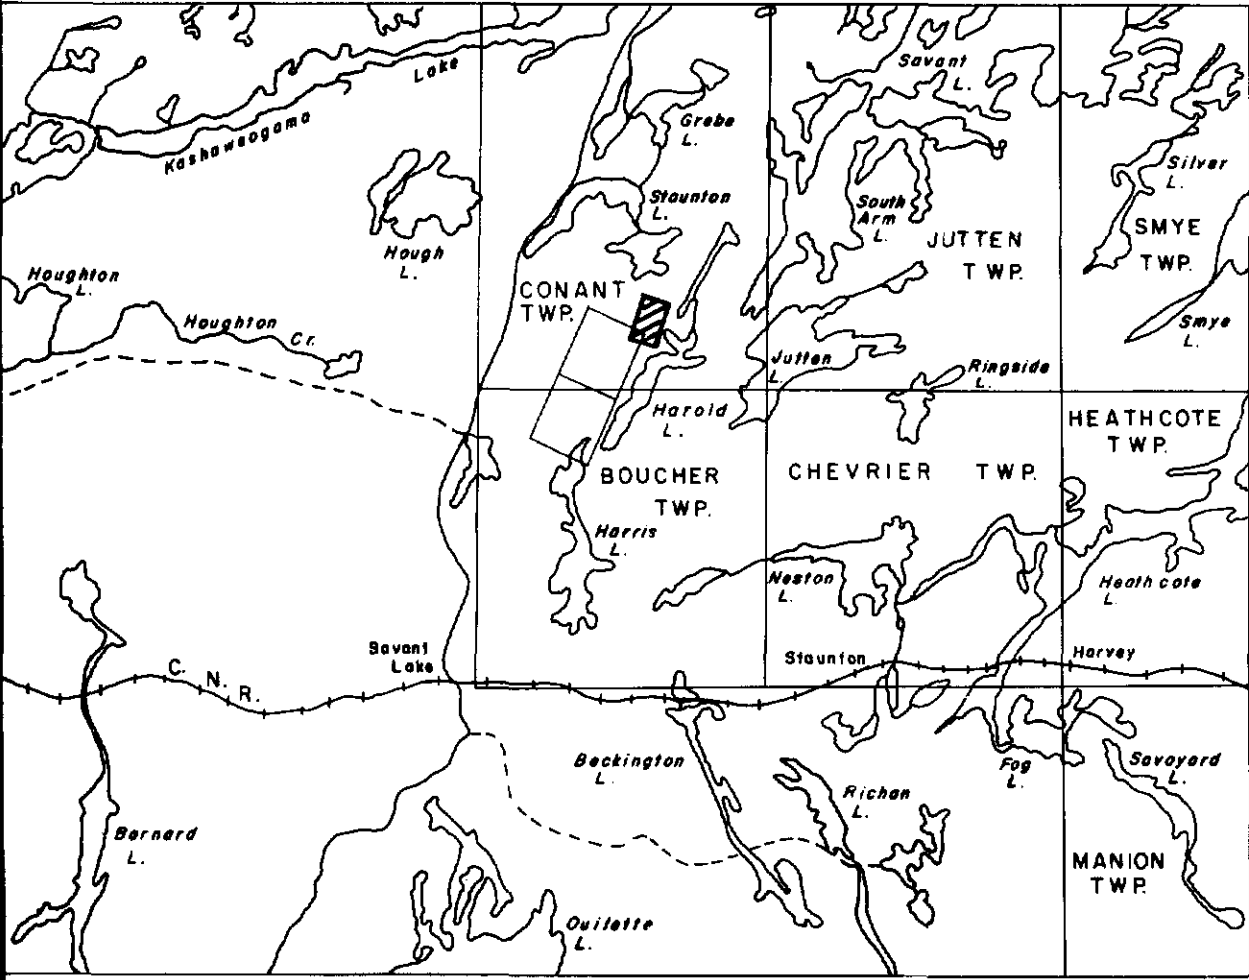 Lake
Kashaweogama
Savant
L.
Grebe
L.
Silver
L.
Staunton
L.
South
Arm
L.
Hough
L.
JUTTEN
TWP.
SMYE
TWP.
Houghton
L.
CONANT
TWP.
Houghton
Cr.
Smye
L.
Jutten
L.
Ringside
L.
Harold
L.
HEATHCOTE
TWP.
BOUCHER
TWP.
CHEVRIER TWP.
Harris
L.
Neston
L.
Heathcote
L.
Savant
Lake
Staunton
Harvey
C. N. R.
Beckington
L.
Fog
L.
Savoyard
L.
Richan
L.
Barnard
L.
MANION
TWP.
Ouilette
L.